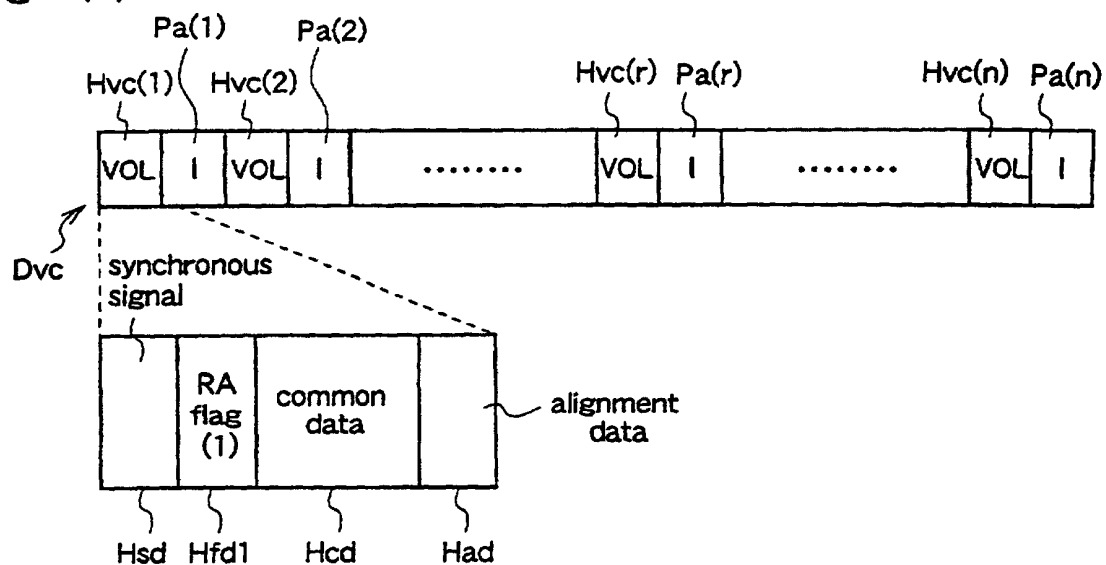 Pa(1) Pa(2)
Hvc(1) Hvc(2) Hvc(r) Pa(r) Hvc(n) Pa(n)
VOL I VOL I ........ VOL I ........ VOL I
Dvc
synchronous
signal
RA
flag
(1)
common
data
alignment
data
Hsd Hfd1 Hcd Had